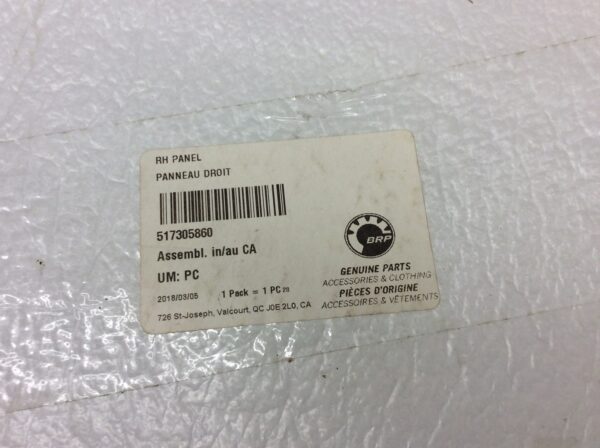 RH PANEL
PANNEAU DROIT
517305860
Assembl. in/au CA
UM: PC
2018/03/05 1 Pack = 1 PC
726 St-Joseph, Valcourt, QC J0E 2L0, CA
BRP
GENUINE PARTS
ACCESSORIES & CLOTHING
PIÈCES D'ORIGINE
ACCESSOIRES & VÊTEMENTS